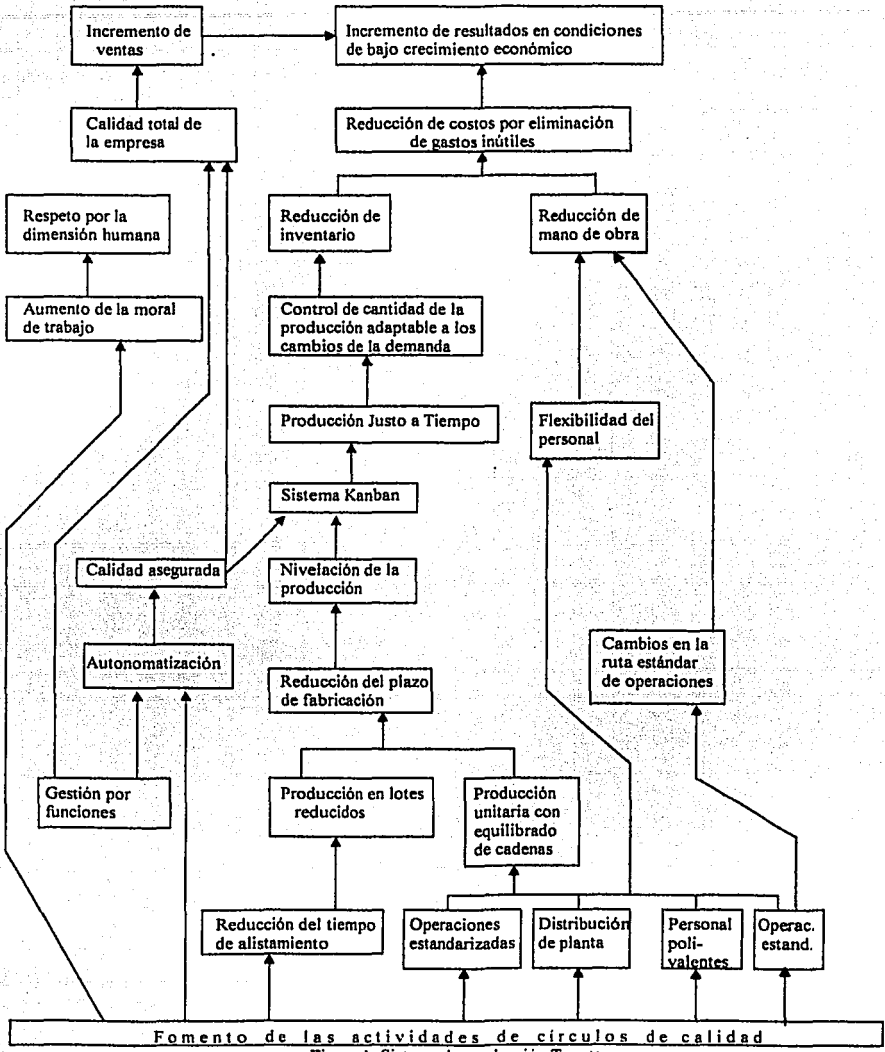 Incremento de
ventas
Incremento de resultados en condiciones
de bajo crecimiento económico
Calidad total de
la empresa
Reducción de costos por eliminación
de gastos inútiles
Respeto por la
dimensión humana
Reducción de
inventario
Reducción de
mano de obra
Aumento de la moral
de trabajo
Control de cantidad de la
producción adaptable a los
cambios de la demanda
Producción Justo a Tiempo
Flexibilidad del
personal
Sistema Kanban
Calidad asegurada
Nivelación de la
producción
Autonomatización
Cambios en la
ruta estándar
de operaciones
Reducción del plazo
de fabricación
Gestión por
funciones
Producción en lotes
reducidos
Producción
unitaria con
equilibrado
de cadenas
Reducción del tiempo
de alistamiento
Operaciones
estandarizadas
Distribución
de planta
Personal
poli-
valentes
Operac.
estand.
Fomento de las actividades de círculos de calidad